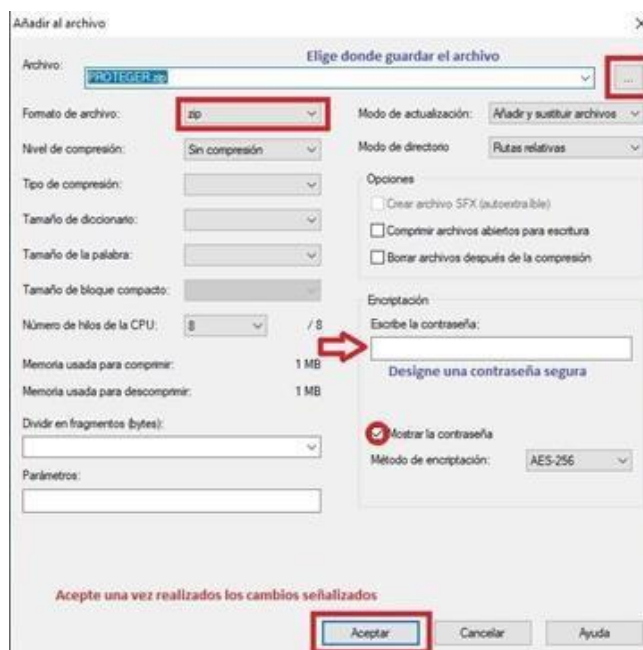 Añadir al archivo
Elige donde guardar el archivo
Archivo:
PROTEGER.zip
...
Formato de archivo: zip
Modo de actualización: Añadir y sustituir archivos
Nivel de compresión: Sin compresión
Modo de directorio Rutas relativas
Tipo de compresión:
Opciones
Crear archivo SFX (autoextraíble)
Tamaño de diccionario:
Comprimir archivos abiertos para escritura
Tamaño de la palabra:
Borrar archivos después de la compresión
Tamaño de bloque compacto:
Encriptación
Número de hilos de la CPU: 8 / 8
Escribe la contraseña:
Memoria usada para comprimir: 1 MB
Designe una contraseña segura
Memoria usada para descomprimir: 1 MB
Dividir en fragmentos (bytes):
Mostrar la contraseña
Método de encriptación: AES-256
Parámetros:
Acepte una vez realizados los cambios señalizados
Aceptar Cancelar Ayuda